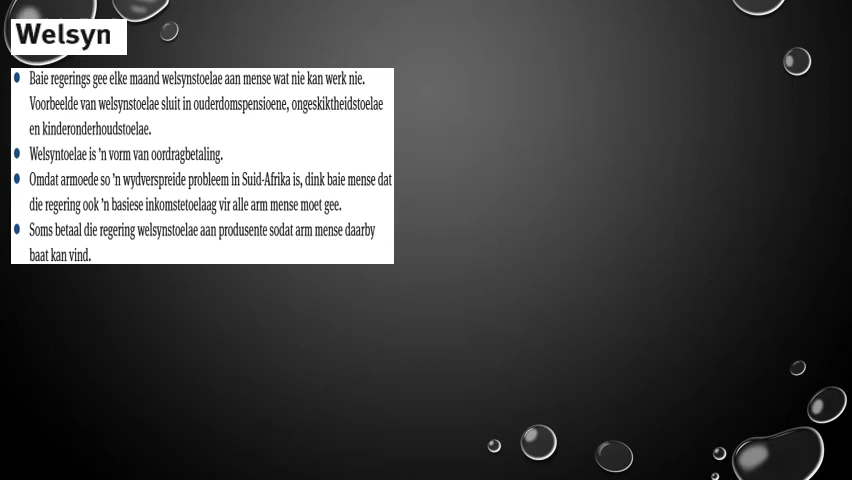 Welsyn
Baie regerings gee elke maand welsynstoelae aan mense wat nie kan werk nie.
Voorbeelde van welsynstoelae sluit in ouderdomspensioene, ongeskiktheidstoelae
en kinderonderhoudstoelae.
Welsyntoelae is 'n vorm van oordragbetaling.
Omdat armoede so 'n wydverspreide probleem in Suid-Afrika is, dink baie mense dat
die regering ook 'n basiese inkomstetoelaag vir alle arm mense moet gee.
Soms betaal die regering welsynstoelae aan produsente sodat arm mense daarby
baat kan vind.